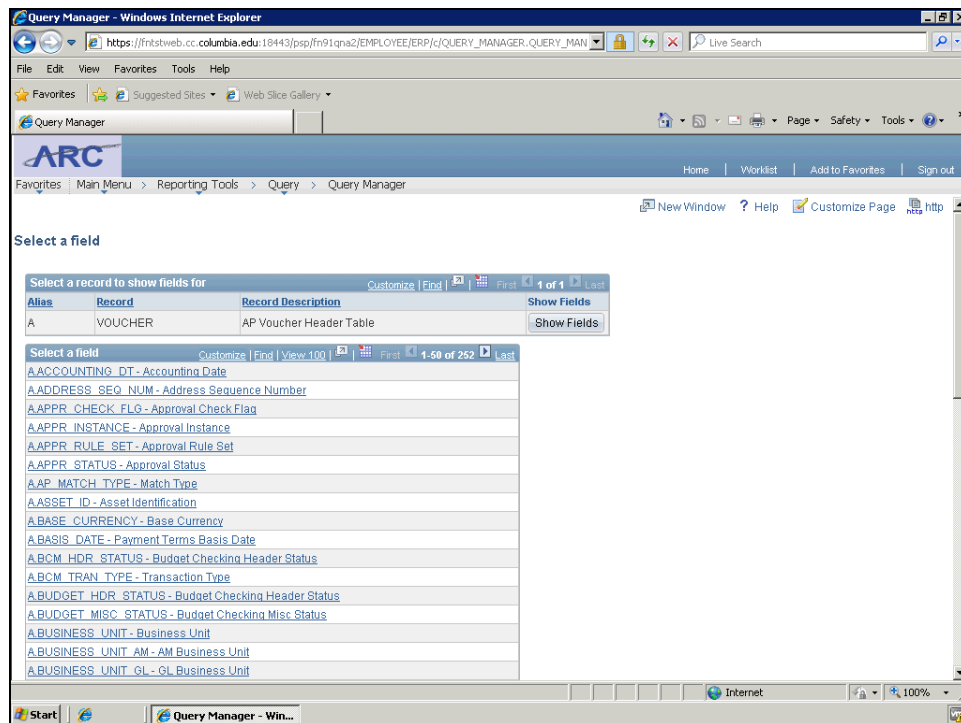 Query Manager - Windows Internet Explorer
https://fntstweb.cc.columbia.edu:18443/psp/fn91qna2/EMPLOYEE/ERP/c/QUERY_MANAGER.QUERY_MAN
Live Search
File Edit View Favorites Tools Help
Favorites Suggested Sites Web Slice Gallery
Query Manager Page Safety Tools
ARC
Home | Worklist | Add to Favorites | Sign out
Favorites Main Menu > Reporting Tools > Query > Query Manager
New Window ? Help Customize Page http
Select a field
Select a record to show fields for Customize | Find | First 1 of 1 Last
Alias Record Record Description Show Fields
A VOUCHER AP Voucher Header Table Show Fields
Select a field Customize | Find | View 100 | First 1-50 of 252 Last
A.ACCOUNTING_DT - Accounting Date
A.ADDRESS_SEQ_NUM - Address Sequence Number
A.APPR_CHECK_FLG - Approval Check Flag
A.APPR_INSTANCE - Approval Instance
A.APPR_RULE_SET - Approval Rule Set
A.APPR_STATUS - Approval Status
A.AP_MATCH_TYPE - Match Type
A.ASSET_ID - Asset Identification
A.BASE_CURRENCY - Base Currency
A.BASIS_DATE - Payment Terms Basis Date
A.BCM_HDR_STATUS - Budget Checking Header Status
A.BCM_TRAN_TYPE - Transaction Type
A.BUDGET_HDR_STATUS - Budget Checking Header Status
A.BUDGET_MISC_STATUS - Budget Checking Misc Status
A.BUSINESS_UNIT - Business Unit
A.BUSINESS_UNIT_AM - AM Business Unit
A.BUSINESS_UNIT_GL - GL Business Unit
Internet 100%
Start Query Manager - Win...